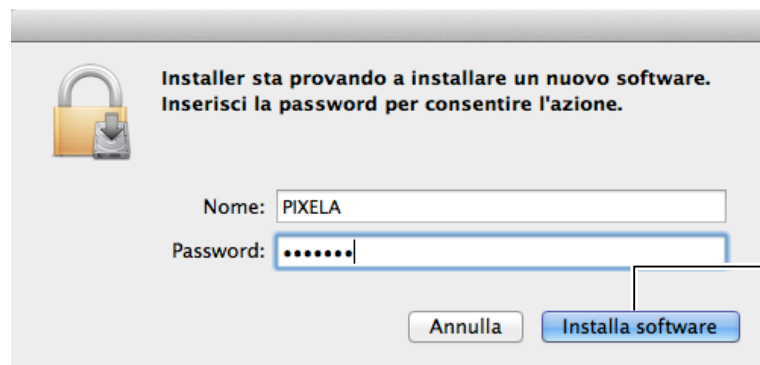 Installer sta provando a installare un nuovo software.
Inserisci la password per consentire l'azione.
Nome: PIXELA
Password: •••••••
Annulla Installa software